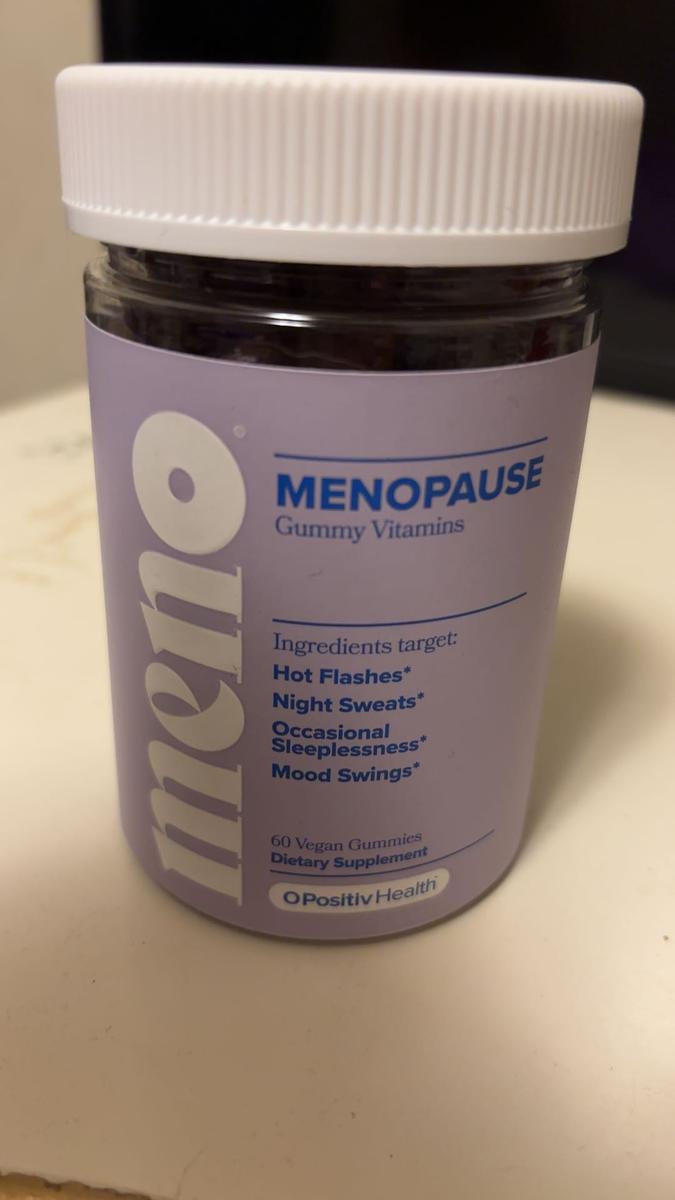 meno
MENOPAUSE
Gummy Vitamins
Ingredients target:
Hot Flashes*
Night Sweats*
Occasional
Sleeplessness*
Mood Swings*
60 Vegan Gummies
Dietary Supplement
OPositivHealth